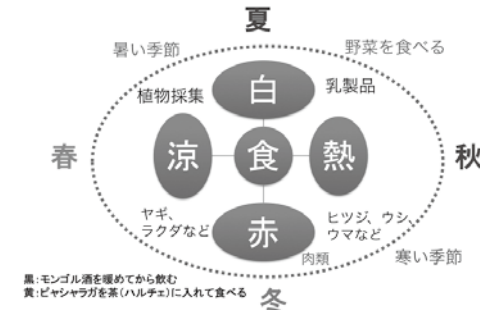 夏
暑い季節
野菜を食べる
白
植物採集
乳製品
春
涼
食
熱
秋
ヤギ、
ラクダなど
赤
ヒツジ、ウシ、
ウマなど
肉類
寒い季節
黒:モンゴル酒を暖めてから飲む
黄:ビャシャラガを茶(ハルチェ)に入れて食べる
冬